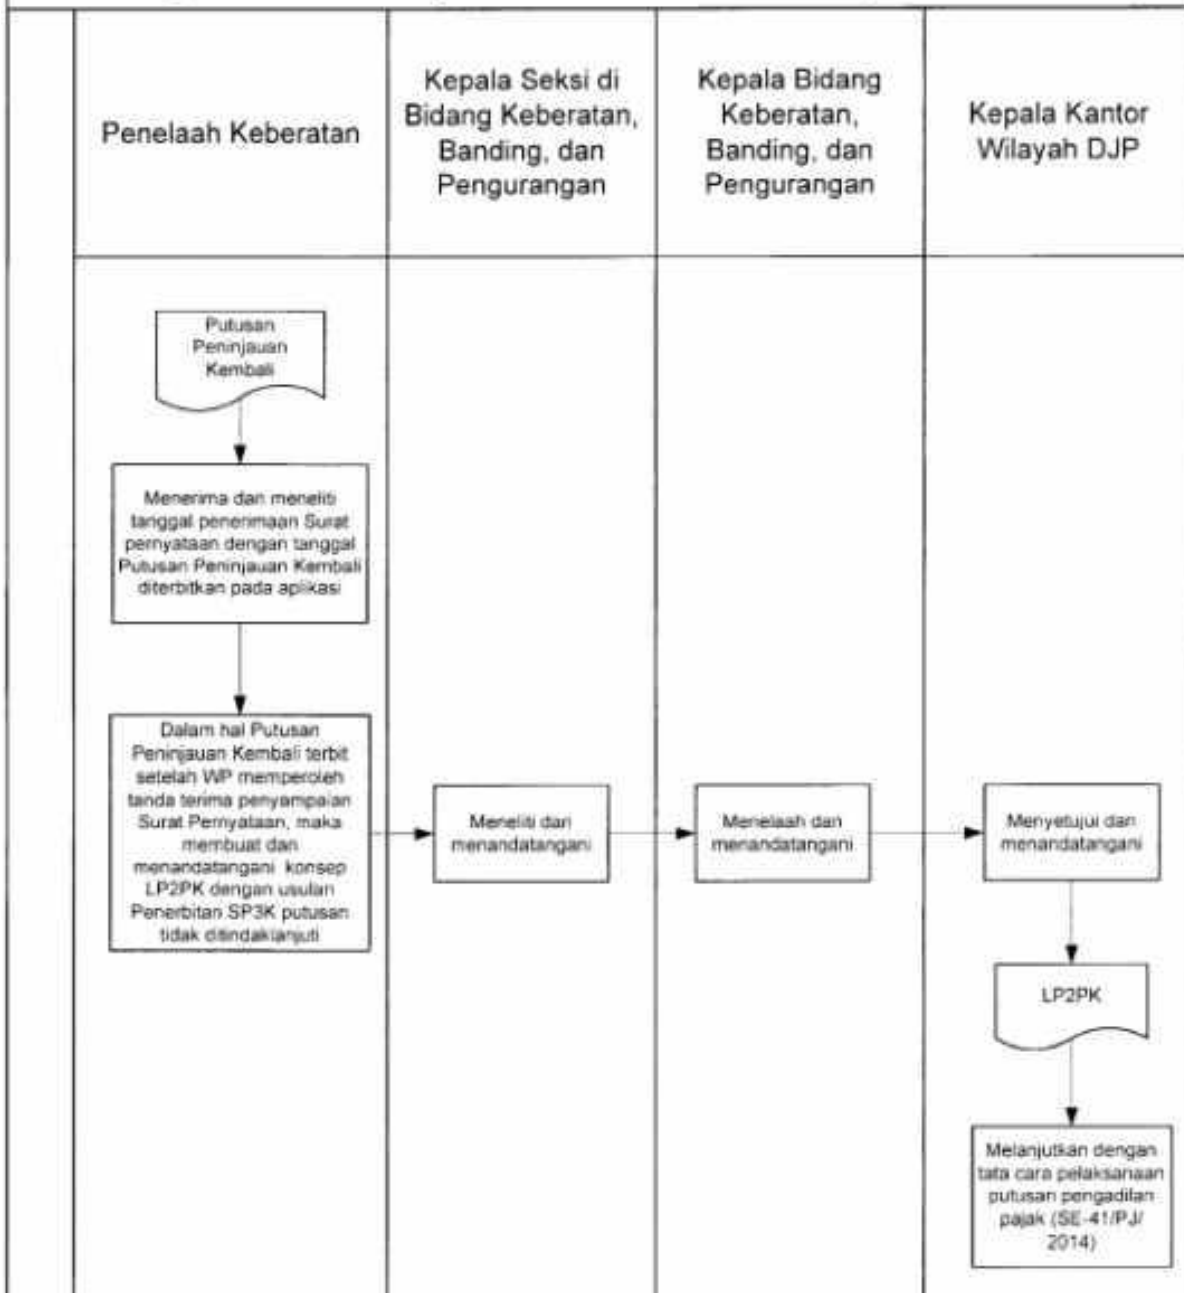 Penelaah Keberatan
Kepala Seksi di
Bidang Keberatan,
Banding, dan
Pengurangan
Kepala Bidang
Keberatan,
Banding, dan
Pengurangan
Kepala Kantor
Wilayah DJP
Putusan
Peninjauan
Kembali
Menerima dan meneliti
tanggal penerimaan Surat
pernyataan dengan tanggal
Putusan Peninjauan Kembali
diterbitkan pada aplikasi
Dalam hal Putusan
Peninjauan Kembali terbit
setelah WP memperoleh
tanda terima penyampaian
Surat Pernyataan, maka
membuat dan
menandatangani konsep
LP2PK dengan usulan
Penerbitan SP3K putusan
tidak ditindaklanjuti
Meneliti dan
menandatangani
Menelaah dan
menandatangani
Menyetujui dan
menandatangani
LP2PK
Melanjutkan dengan
tata cara pelaksanaan
putusan pengadilan
pajak (SE-41/PJ/
2014)